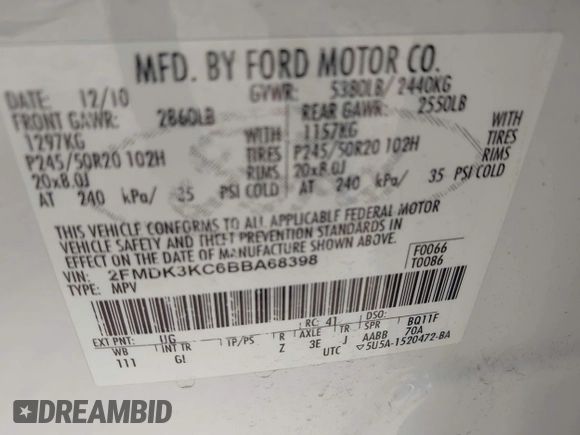 MFD. BY FORD MOTOR CO.
DATE: 12/10 GVWR: 5380LB/ 2440KG
FRONT GAWR: 2860LB REAR GAWR: 2550LB
1297KG WITH 1157KG WITH
P245/50R20 102H TIRES P245/50R20 102H TIRES
20x8.0J RIMS 20x8.0J RIMS
AT 240 kPa/ 35 PSI COLD AT 240 kPa/ 35 PSI COLD
THIS VEHICLE CONFORMS TO ALL APPLICABLE FEDERAL MOTOR
VEHICLE SAFETY AND THEFT PREVENTION STANDARDS IN
EFFECT ON THE DATE OF MANUFACTURE SHOWN ABOVE.
VIN: 2FMDK3KC6BBA68398 F0066
TYPE: MPV T0086
EXT PNT: UG RC: 41 DSO:
WB INT TR TP/PS R AXLE TR SPR BQ11F
111 G! Z 3E J AABB 70A
UTC ▽5U5A-1520472-BA
DREAMBID